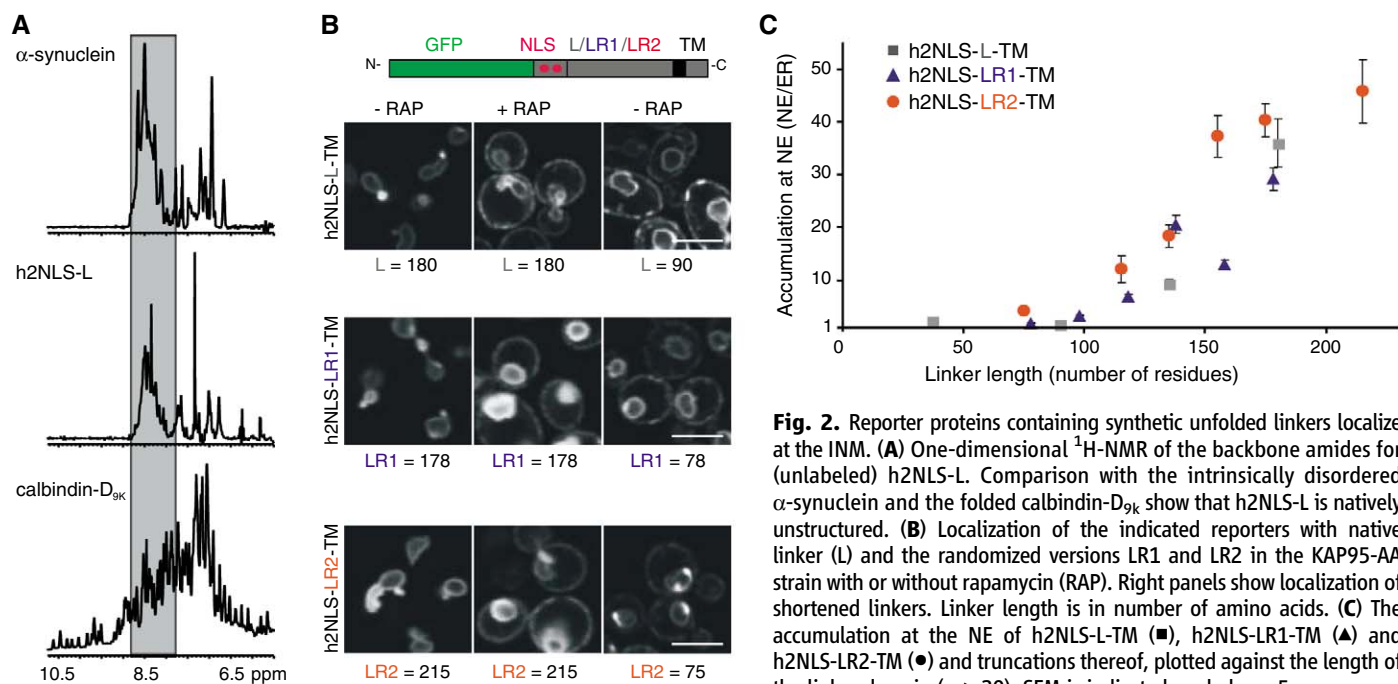 A
α-synuclein
h2NLS-L
calbindin-D9K
10.5 8.5 6.5 ppm
B
GFP NLS L/LR1/LR2 TM
N- -C
- RAP + RAP - RAP
h2NLS-L-TM
L = 180 L = 180 L = 90
h2NLS-LR1-TM
LR1 = 178 LR1 = 178 LR1 = 78
h2NLS-LR2-TM
LR2 = 215 LR2 = 215 LR2 = 75
C
h2NLS-L-TM
h2NLS-LR1-TM
h2NLS-LR2-TM
Accumulation at NE (NE/ER)
50
40
30
20
10
1
0 50 100 150 200
Linker length (number of residues)
Fig. 2. Reporter proteins containing synthetic unfolded linkers localize
at the INM. (A) One-dimensional 1H-NMR of the backbone amides for
(unlabeled) h2NLS-L. Comparison with the intrinsically disordered
α-synuclein and the folded calbindin-D9k show that h2NLS-L is natively
unstructured. (B) Localization of the indicated reporters with native
linker (L) and the randomized versions LR1 and LR2 in the KAP95-AA
strain with or without rapamycin (RAP). Right panels show localization of
shortened linkers. Linker length is in number of amino acids. (C) The
accumulation at the NE of h2NLS-L-TM (■), h2NLS-LR1-TM (▲) and
h2NLS-LR2-TM (●) and truncations thereof, plotted against the length of